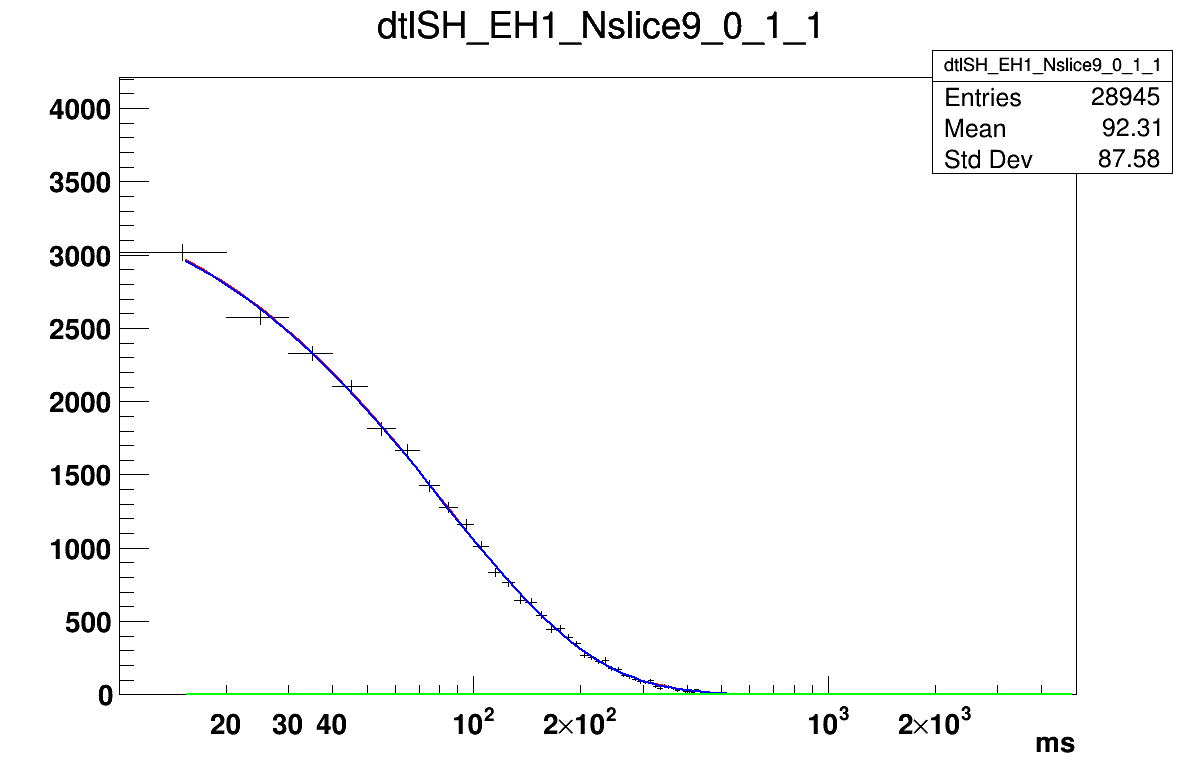 dtlSH_EH1_Nslice9_0_1_1
dtlSH_EH1_Nslice9_0_1_1
Entries 28945
Mean 92.31
Std Dev 87.58
4000
3500
3000
2500
2000
1500
1000
500
0
20 30 40 10² 2×10² 10³ 2×10³
ms